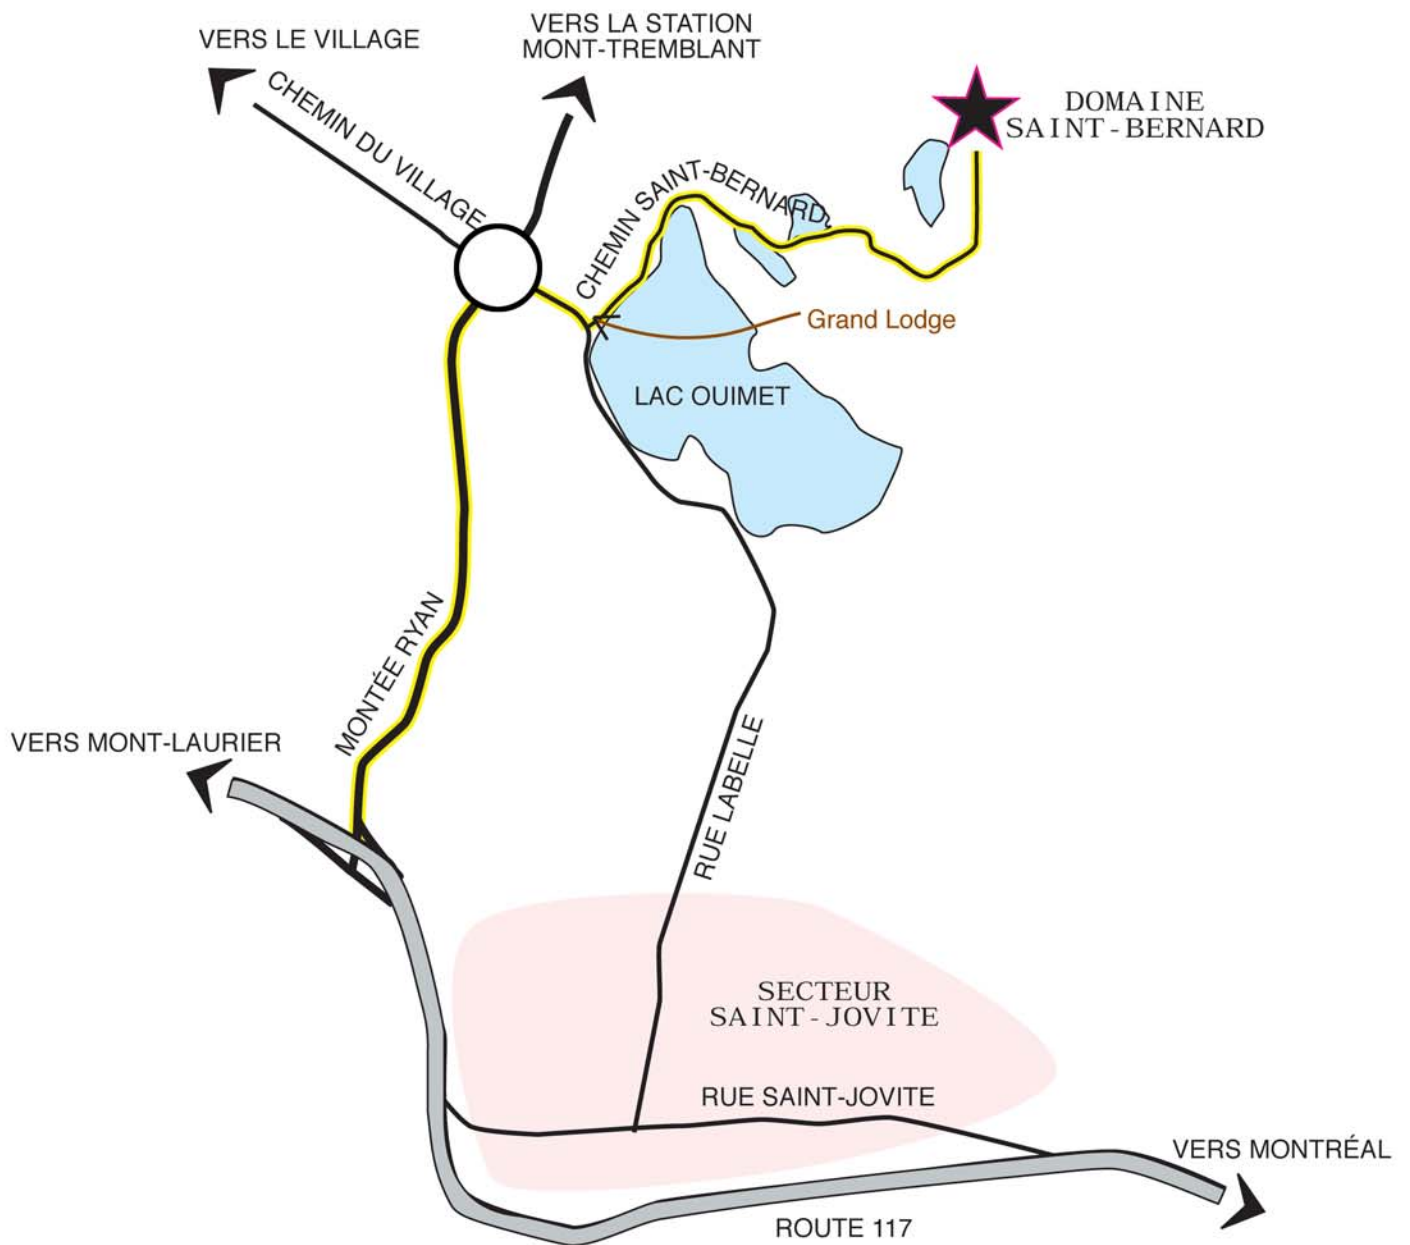 VERS LE VILLAGE
VERS LA STATION
MONT-TREMBLANT
CHEMIN DU VILLAGE
DOMAINE
SAINT-BERNARD
CHEMIN SAINT-BERNARD
Grand Lodge
LAC OUIMET
MONTÉE RYAN
VERS MONT-LAURIER
RUE LABELLE
SECTEUR
SAINT-JOVITE
RUE SAINT-JOVITE
VERS MONTRÉAL
ROUTE 117